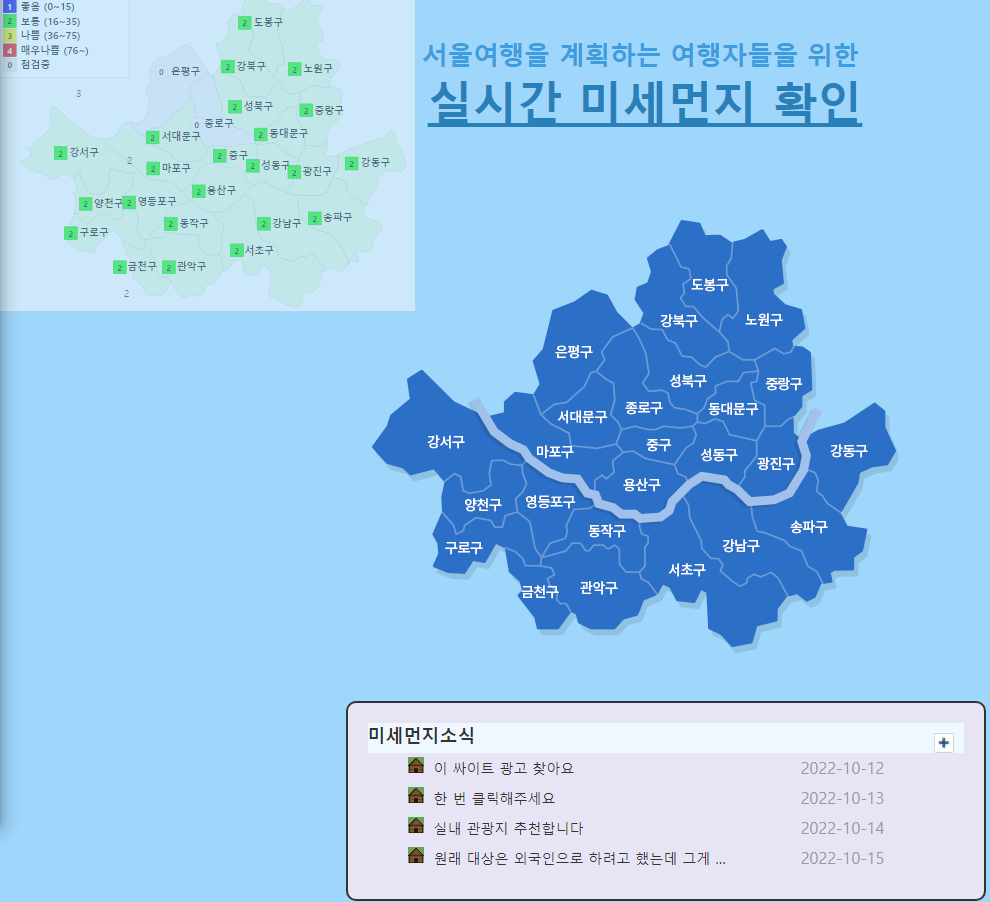 1 좋음 (0~15)
2 보통 (16~35)
3 나쁨 (36~75)
4 매우나쁨 (76~)
0 점검중
2 도봉구
0 은평구
2 강북구
2 노원구
3
2 성북구
2 중랑구
0 종로구
2 서대문구
2 동대문구
2 강서구
2
2 중구
2 마포구
2 성동구
2 광진구
2 강동구
2 용산구
2 양천구
2 영등포구
2 동작구
2 강남구
2 송파구
2 구로구
2 서초구
2 금천구
2 관악구
2
서울여행을 계획하는 여행자들을 위한
실시간 미세먼지 확인
도봉구
강북구
노원구
은평구
성북구
중랑구
종로구
동대문구
서대문구
강서구
마포구
중구
성동구
광진구
강동구
용산구
양천구
영등포구
동작구
송파구
구로구
강남구
서초구
금천구
관악구
미세먼지소식
이 싸이트 광고 찾아요 2022-10-12
한 번 클릭해주세요 2022-10-13
실내 관광지 추천합니다 2022-10-14
원래 대상은 외국인으로 하려고 했는데 그게 ... 2022-10-15